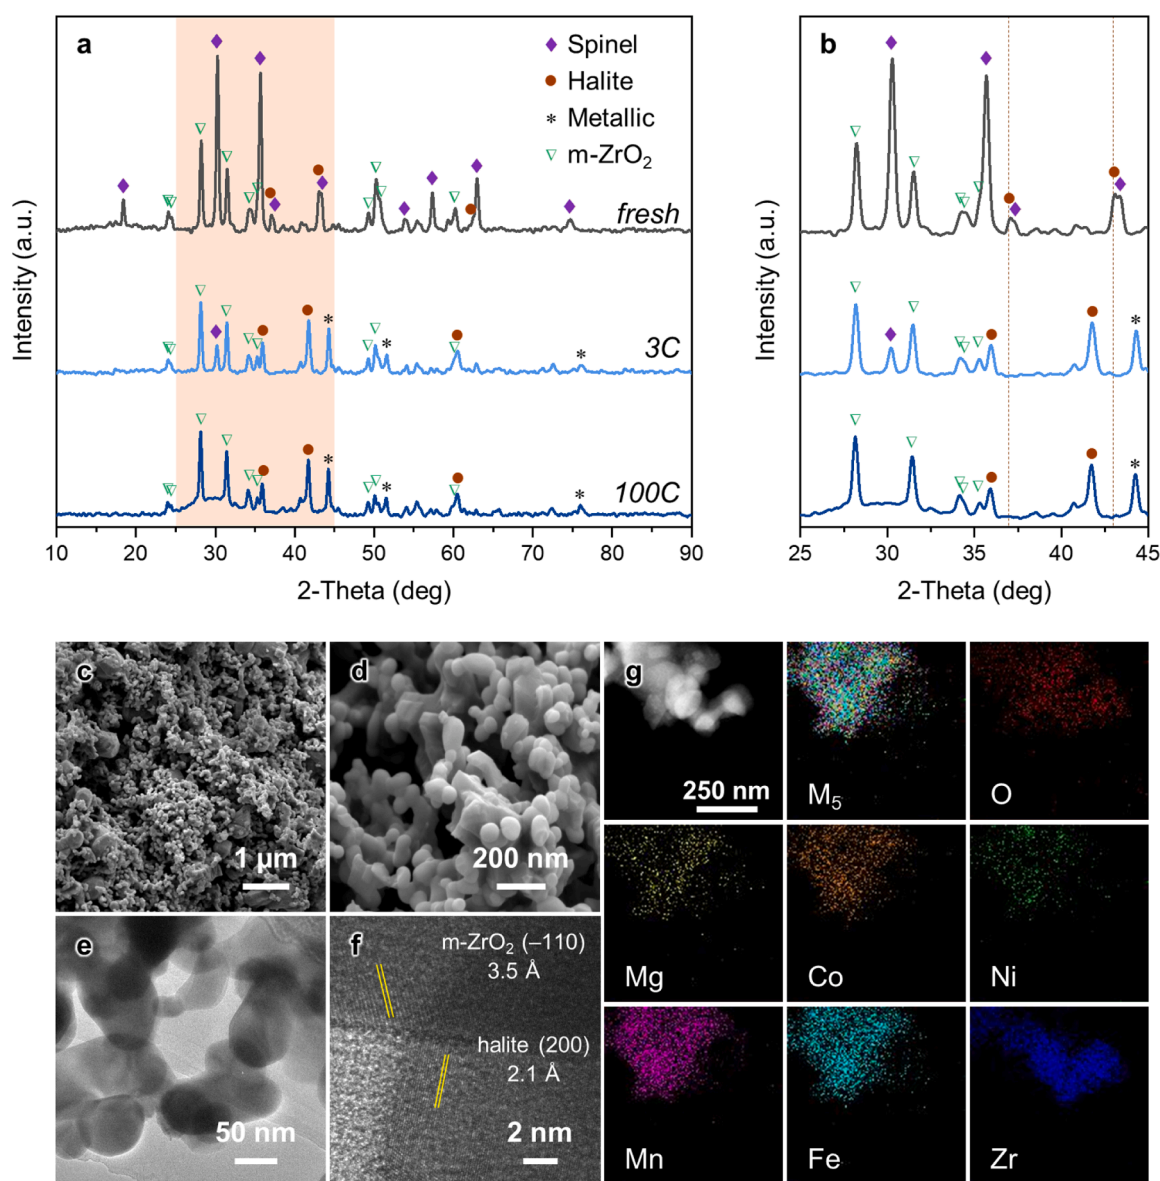 a
Spinel
Halite
Metallic
m-ZrO₂
fresh
3C
100C
Intensity (a.u.)
10 20 30 40 50 60 70 80 90
2-Theta (deg)
b
Intensity (a.u.)
25 30 35 40 45
2-Theta (deg)
c
1 µm
d
200 nm
e
50 nm
f
m-ZrO₂ (–110)
3.5 Å
halite (200)
2.1 Å
2 nm
g
250 nm
M₅
O
Mg
Co
Ni
Mn
Fe
Zr